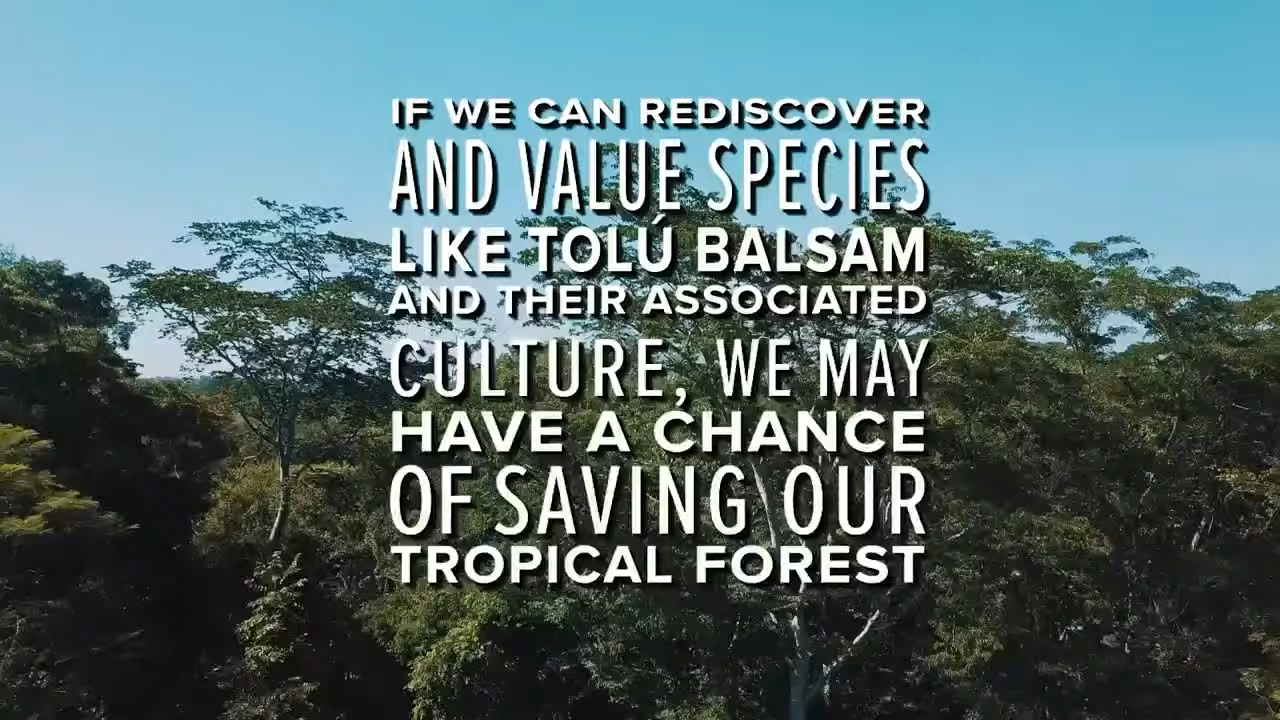 IF WE CAN REDISCOVER
AND VALUE SPECIES
LIKE TOLÚ BALSAM
AND THEIR ASSOCIATED
CULTURE, WE MAY
HAVE A CHANCE
OF SAVING OUR
TROPICAL FOREST